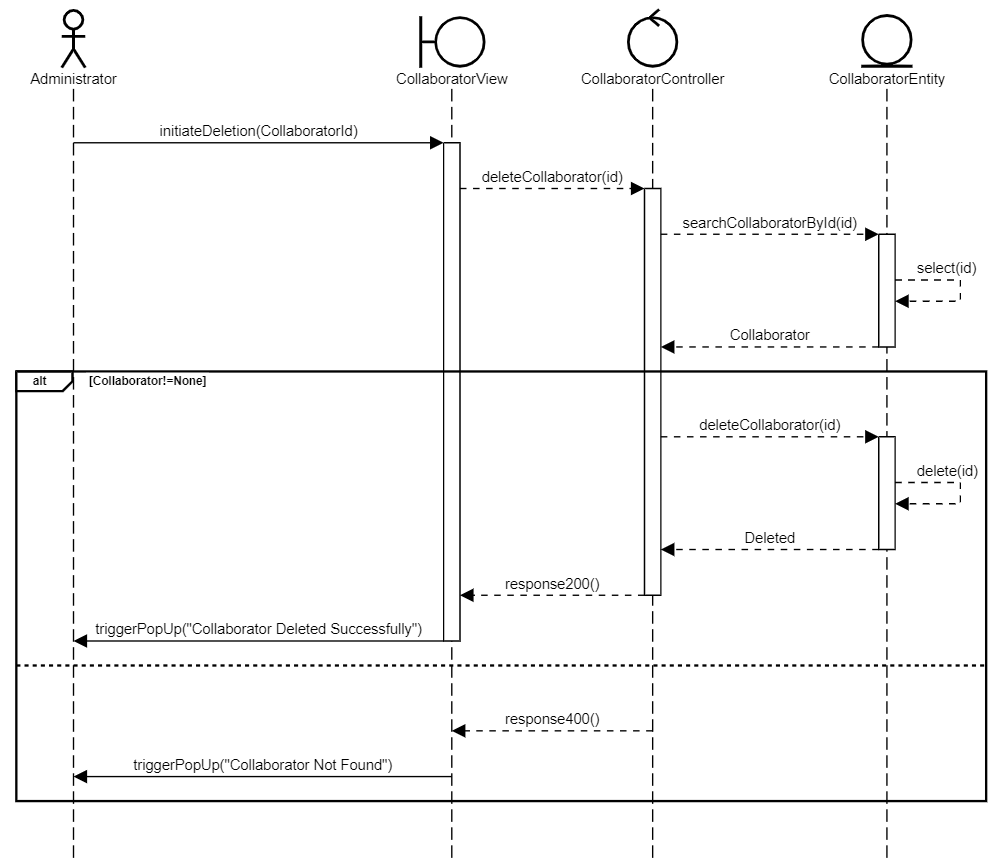 Administrator
CollaboratorView
CollaboratorController
CollaboratorEntity
initiateDeletion(CollaboratorId)
deleteCollaborator(id)
searchCollaboratorById(id)
select(id)
Collaborator
alt
[Collaborator!=None]
deleteCollaborator(id)
delete(id)
Deleted
response200()
triggerPopUp("Collaborator Deleted Successfully")
response400()
triggerPopUp("Collaborator Not Found")